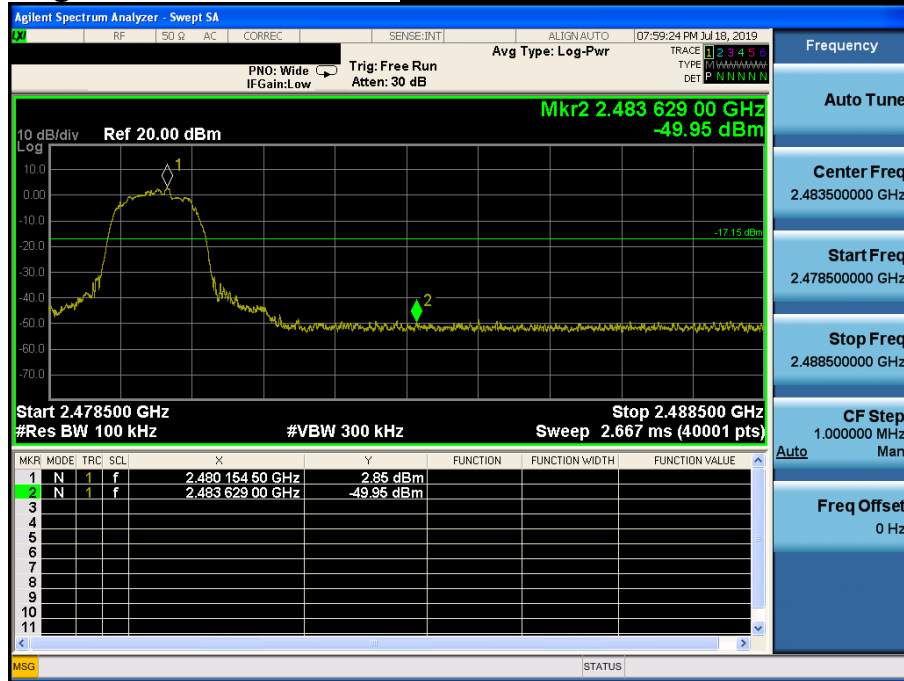 Agilent Spectrum Analyzer - Swept SA
LXI RF 50 Ω AC CORREC SENSE:INT ALIGN AUTO 07:59:24 PM Jul 18, 2019
Avg Type: Log-Pwr TRACE 1 2 3 4 5 6
PNO: Wide Trig: Free Run TYPE M WWWWW
IFGain:Low Atten: 30 dB DET P N N N N N
Mkr2 2.483 629 00 GHz
-49.95 dBm
10 dB/div Ref 20.00 dBm
Log
1
10.0
0.00
-10.0
-17.15 dBm
-20.0
-30.0
-40.0
2
-50.0
-60.0
-70.0
Start 2.478500 GHz Stop 2.488500 GHz
#Res BW 100 kHz #VBW 300 kHz Sweep 2.667 ms (40001 pts)
MKR MODE TRC SCL X Y FUNCTION FUNCTION WIDTH FUNCTION VALUE
1 N 1 f 2.480 154 50 GHz 2.85 dBm
2 N 1 f 2.483 629 00 GHz -49.95 dBm
3
4
5
6
7
8
9
10
11
MSG STATUS
Frequency
Auto Tune
Center Freq
2.483500000 GHz
Start Freq
2.478500000 GHz
Stop Freq
2.488500000 GHz
CF Step
1.000000 MHz
Auto Man
Freq Offset
0 Hz